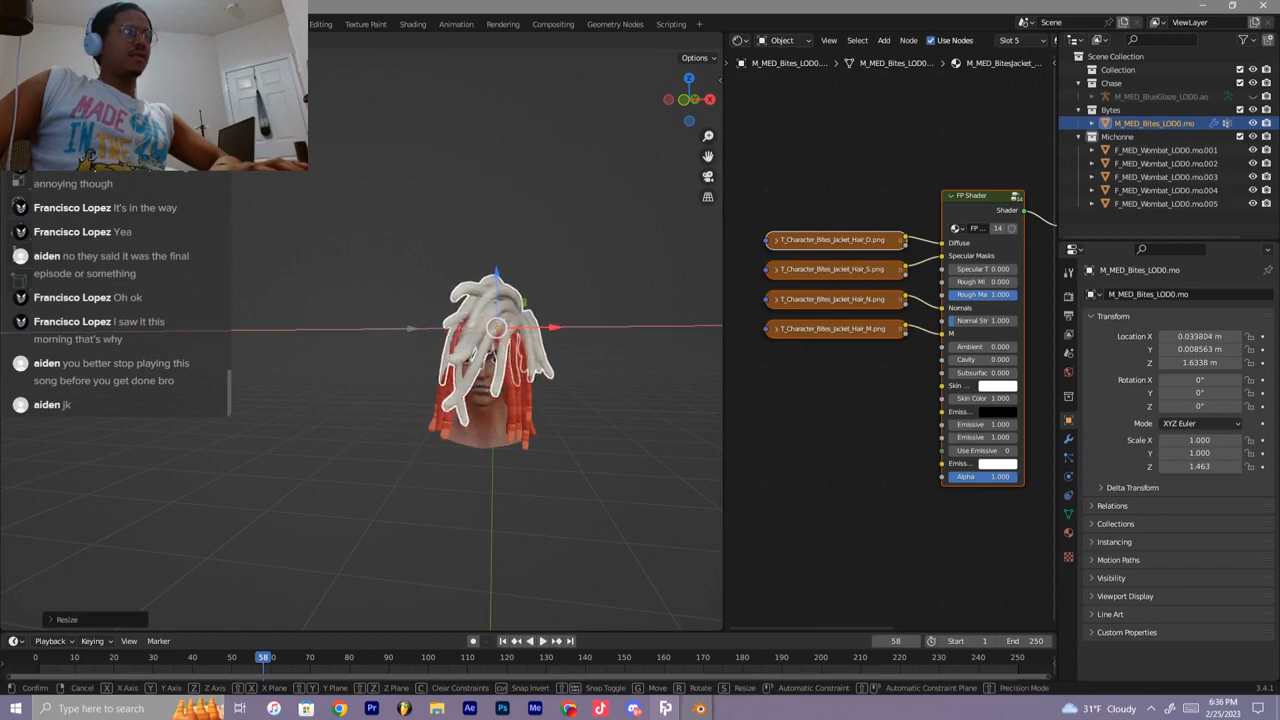 Editing
Texture Paint
Shading
Animation
Rendering
Compositing
Geometry Nodes
Scripting
+
Scene
ViewLayer
MADE
Options
Z
X
Object
View
Select
Add
Node
Use Nodes
Slot 5
M_MED_Bites_LOD0....
M_MED_Bites_LOD0....
M_MED_BitesJacket_...
Scene Collection
Collection
Chase
M_MED_BlueGlaze_LOD0.ao
Bytes
M_MED_Bites_LOD0.mo
Michonne
F_MED_Wombat_LOD0.mo.001
F_MED_Wombat_LOD0.mo.002
F_MED_Wombat_LOD0.mo.003
F_MED_Wombat_LOD0.mo.004
F_MED_Wombat_LOD0.mo.005
annoying though
Francisco Lopez It's in the way
Francisco Lopez Yea
aiden no they said it was the final
episode or something
Francisco Lopez Oh ok
Francisco Lopez I saw it this
morning that's why
aiden you better stop playing this
song before you get done bro
aiden jk
FP Shader
Shader
FP ...
14
Diffuse
Specular Masks
Specular T 0.000
Rough Mi 0.000
Rough Ma 1.000
Normals
Normal Str 1.000
M
Ambient 0.000
Cavity 0.000
Subsurfac 0.000
Skin ...
Skin Color 1.000
Emiss...
Emissive 1.000
Emissive 1.000
Use Emissive 0
Emiss...
Alpha 1.000
T_Character_Bites_Jacket_Hair_D.png
T_Character_Bites_Jacket_Hair_S.png
T_Character_Bites_Jacket_Hair_N.png
T_Character_Bites_Jacket_Hair_M.png
M_MED_Bites_LOD0.mo
M_MED_Bites_LOD0.mo
Transform
Location X 0.033804 m
Y 0.008563 m
Z 1.6338 m
Rotation X 0°
Y 0°
Z 0°
Mode XYZ Euler
Scale X 1.000
Y 1.000
Z 1.463
Delta Transform
Relations
Collections
Instancing
Motion Paths
Visibility
Viewport Display
Line Art
Custom Properties
Resize
Playback
Keying
View
Marker
58
Start 1
End 250
0 10 20 30 40 50 58 70 80 90 100 110 120 130 140 150 160 170 180 190 200 210 220 230 240 250
Confirm
Cancel
X X Axis
Y Y Axis
Z Z Axis
X X Plane
Y Y Plane
Z Z Plane
C Clear Constraints
Ctrl Snap Invert
Snap Toggle
G Move
R Rotate
S Resize
Automatic Constraint
Automatic Constraint Plane
Precision Mode
3.4.1
Type here to search
Pr
Ae
Ps
Me
31°F Cloudy
6:36 PM
2/25/2023